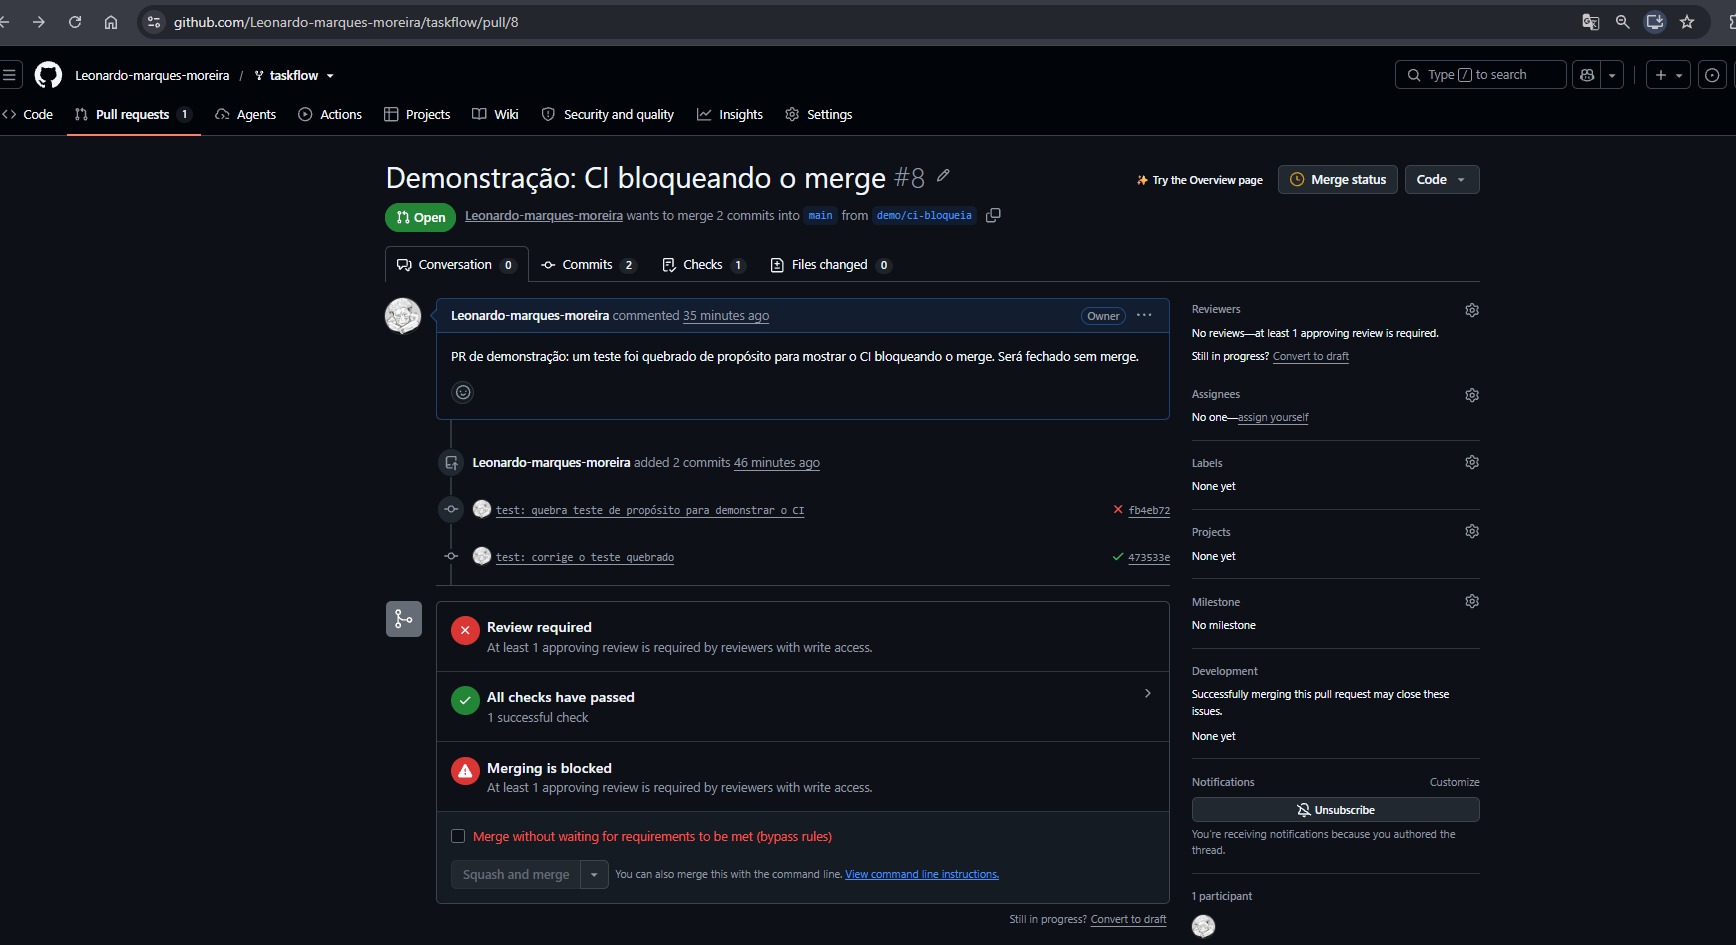 github.com/Leonardo-marques-moreira/taskflow/pull/8
Leonardo-marques-moreira / taskflow
Type / to search
Code
Pull requests 1
Agents
Actions
Projects
Wiki
Security and quality
Insights
Settings
Demonstração: CI bloqueando o merge #8
Try the Overview page
Merge status
Code
Open
Leonardo-marques-moreira wants to merge 2 commits into main from demo/ci-bloqueia
Conversation 0
Commits 2
Checks 1
Files changed 0
Leonardo-marques-moreira commented 35 minutes ago
Owner
PR de demonstração: um teste foi quebrado de propósito para mostrar o CI bloqueando o merge. Será fechado sem merge.
Leonardo-marques-moreira added 2 commits 46 minutes ago
test: quebra teste de propósito para demonstrar o CI
fb4eb72
test: corrige o teste quebrado
473533e
Review required
At least 1 approving review is required by reviewers with write access.
All checks have passed
1 successful check
Merging is blocked
At least 1 approving review is required by reviewers with write access.
Merge without waiting for requirements to be met (bypass rules)
Squash and merge
You can also merge this with the command line. View command line instructions.
Still in progress? Convert to draft
Reviewers
No reviews—at least 1 approving review is required.
Still in progress? Convert to draft
Assignees
No one—assign yourself
Labels
None yet
Projects
None yet
Milestone
No milestone
Development
Successfully merging this pull request may close these
issues.
None yet
Notifications
Customize
Unsubscribe
You're receiving notifications because you authored the
thread.
1 participant